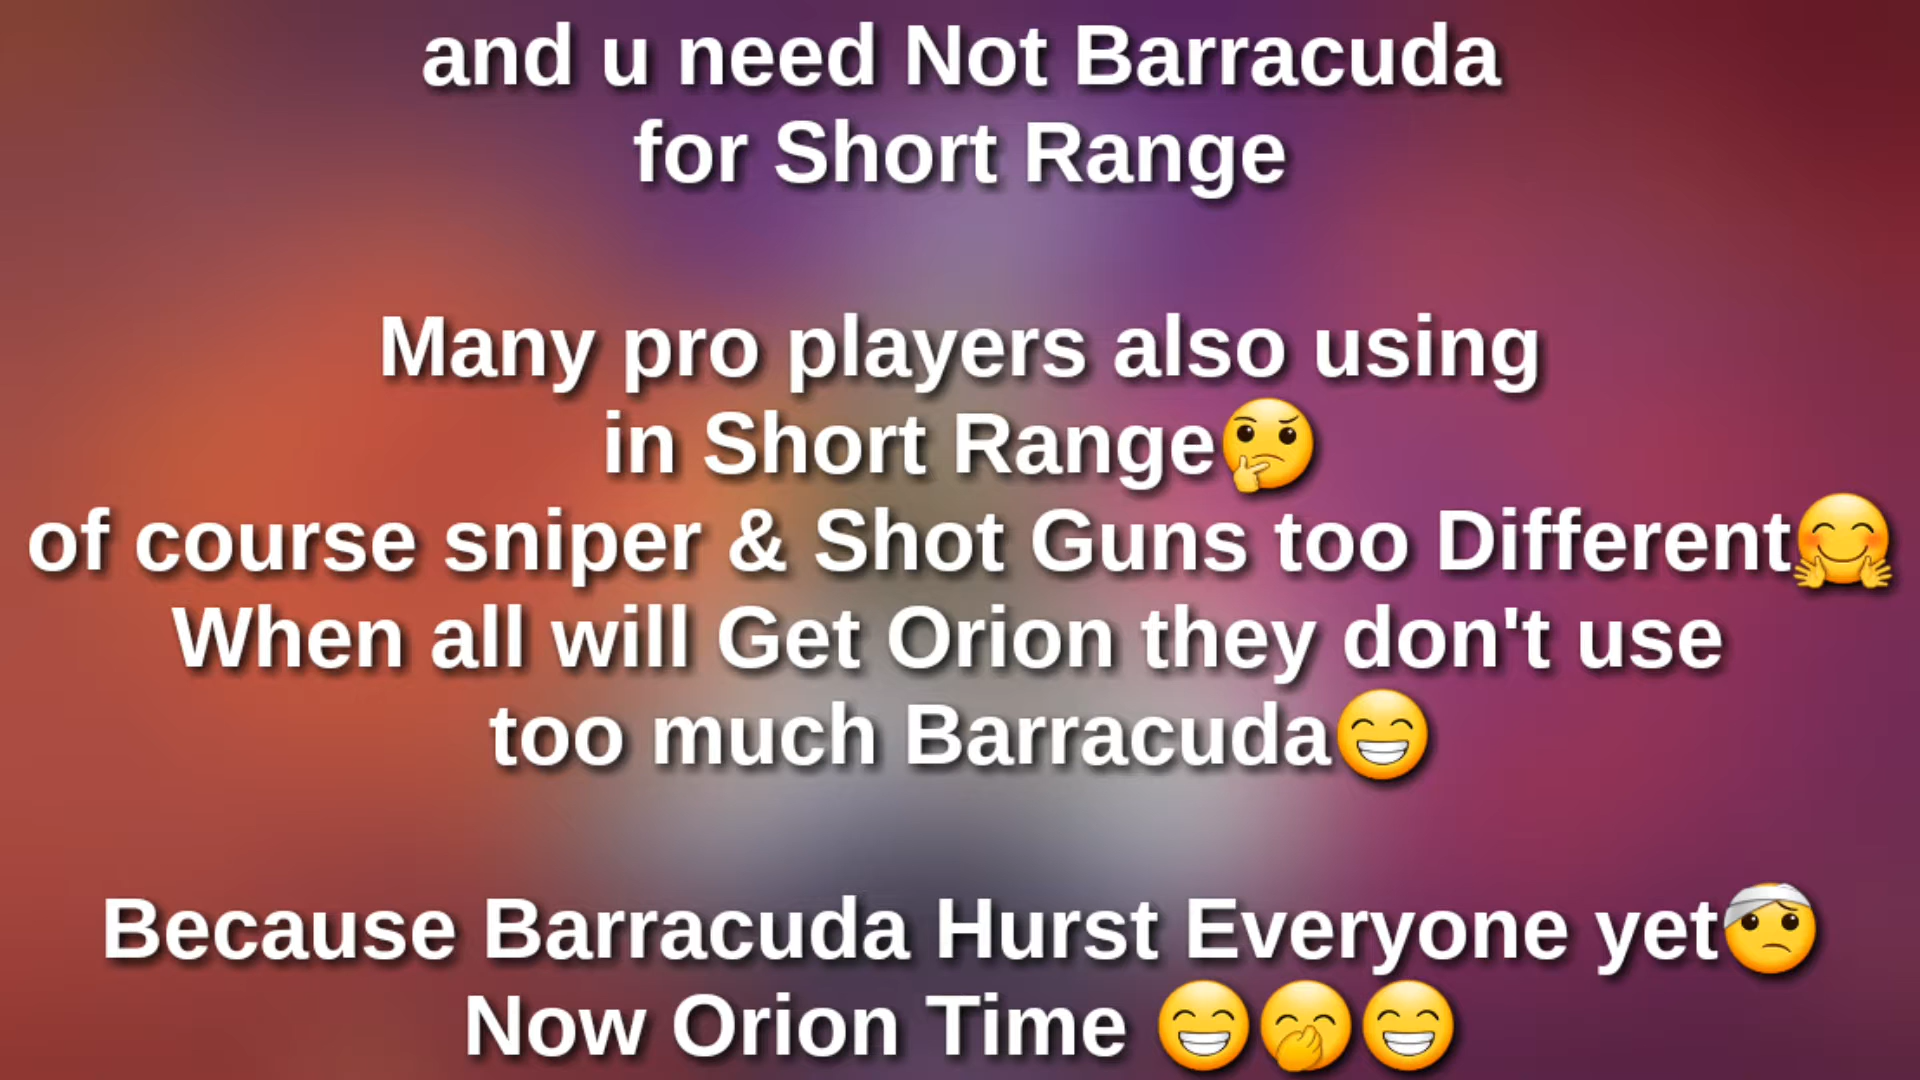 and u need Not Barracuda
for Short Range
Many pro players also using
in Short Range🤔
of course sniper & Shot Guns too Different🤗
When all will Get Orion they don't use
too much Barracuda😁
Because Barracuda Hurst Everyone yet🤕
Now Orion Time 😁🤭😁